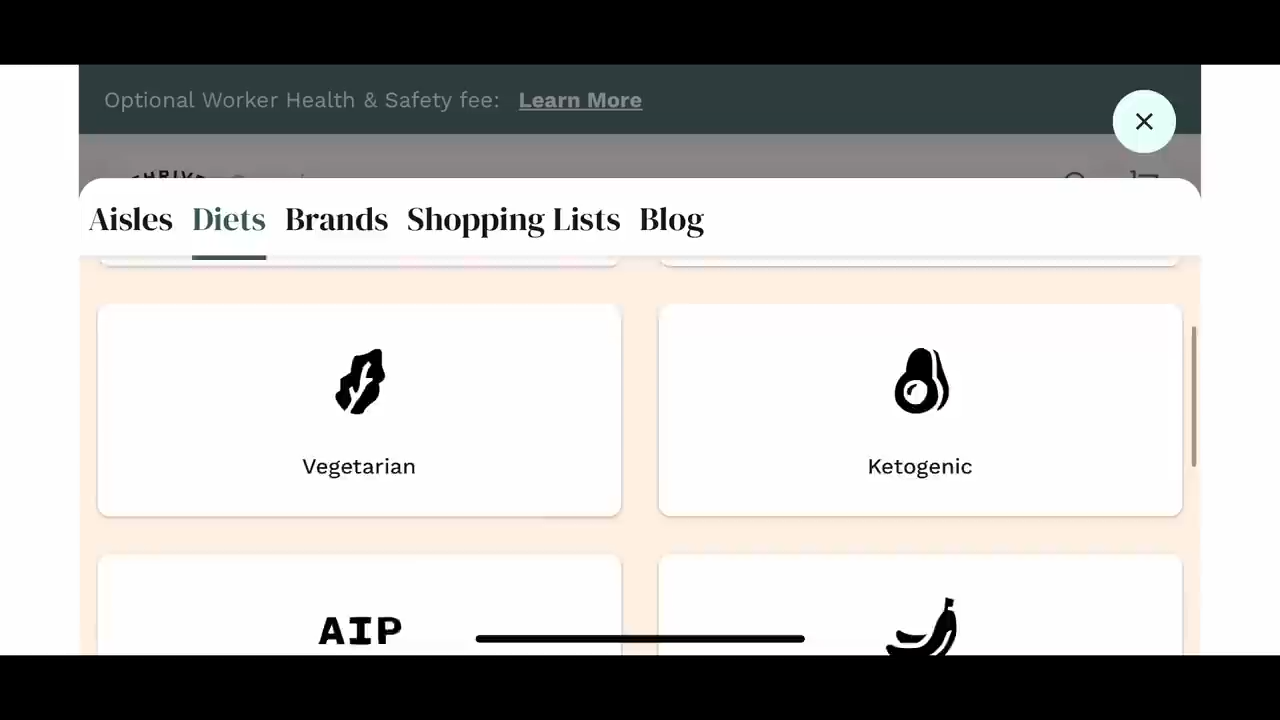 Optional Worker Health & Safety fee: Learn More
Aisles Diets Brands Shopping Lists Blog
Vegetarian Ketogenic
AIP